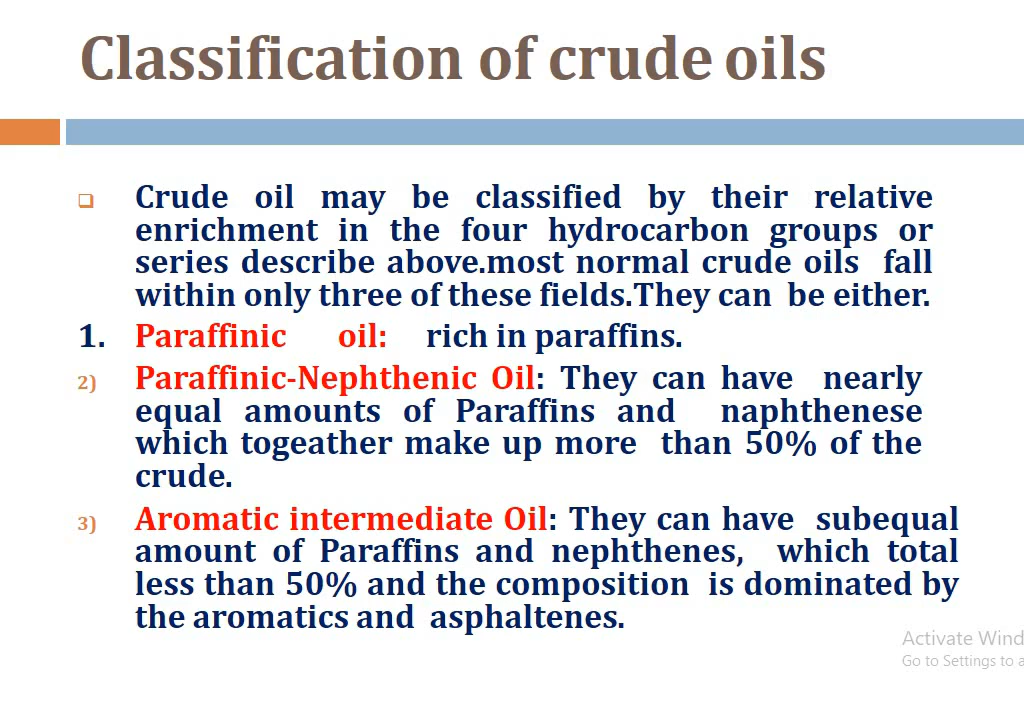 Classification of crude oils
Crude oil may be classified by their relative
enrichment in the four hydrocarbon groups or
series describe above.most normal crude oils fall
within only three of these fields.They can be either.
1. Paraffinic oil: rich in paraffins.
2) Paraffinic-Nephthenic Oil: They can have nearly
equal amounts of Paraffins and naphthenese
which togeather make up more than 50% of the
crude.
3) Aromatic intermediate Oil: They can have subequal
amount of Paraffins and nephthenes, which total
less than 50% and the composition is dominated by
the aromatics and asphaltenes.
Activate Wind
Go to Settings to a